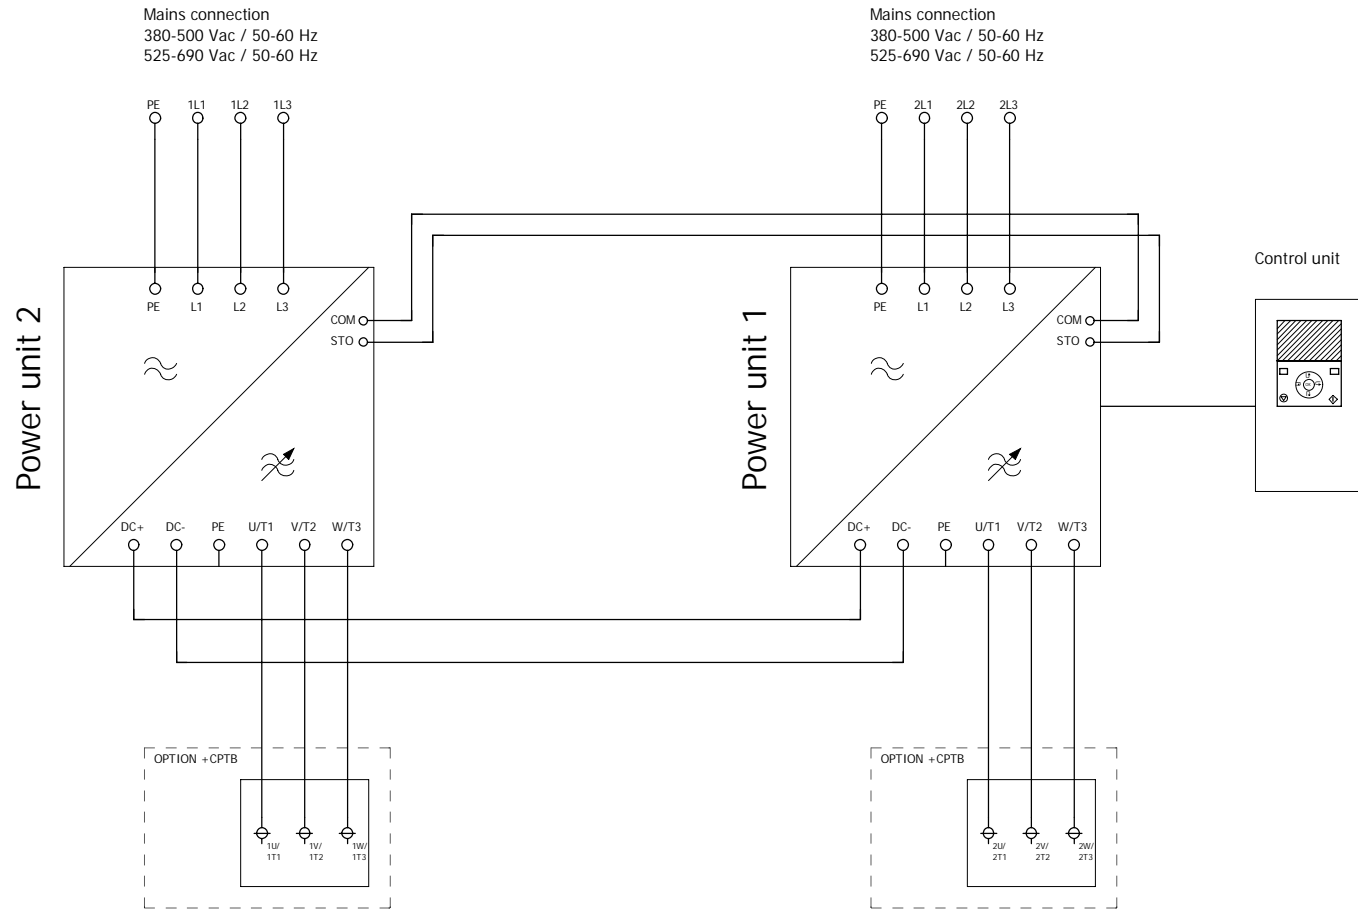 Mains connection
380-500 Vac / 50-60 Hz
525-690 Vac / 50-60 Hz
Mains connection
380-500 Vac / 50-60 Hz
525-690 Vac / 50-60 Hz
PE 1L1 1L2 1L3
PE 2L1 2L2 2L3
Control unit
Power unit 2
PE L1 L2 L3
COM
STO
DC+ DC- PE U/T1 V/T2 W/T3
Power unit 1
PE L1 L2 L3
COM
STO
DC+ DC- PE U/T1 V/T2 W/T3
OPTION +CPTB
1U/
1T1
1V/
1T2
1W/
1T3
OPTION +CPTB
2U/
2T1
2V/
2T2
2W/
2T3